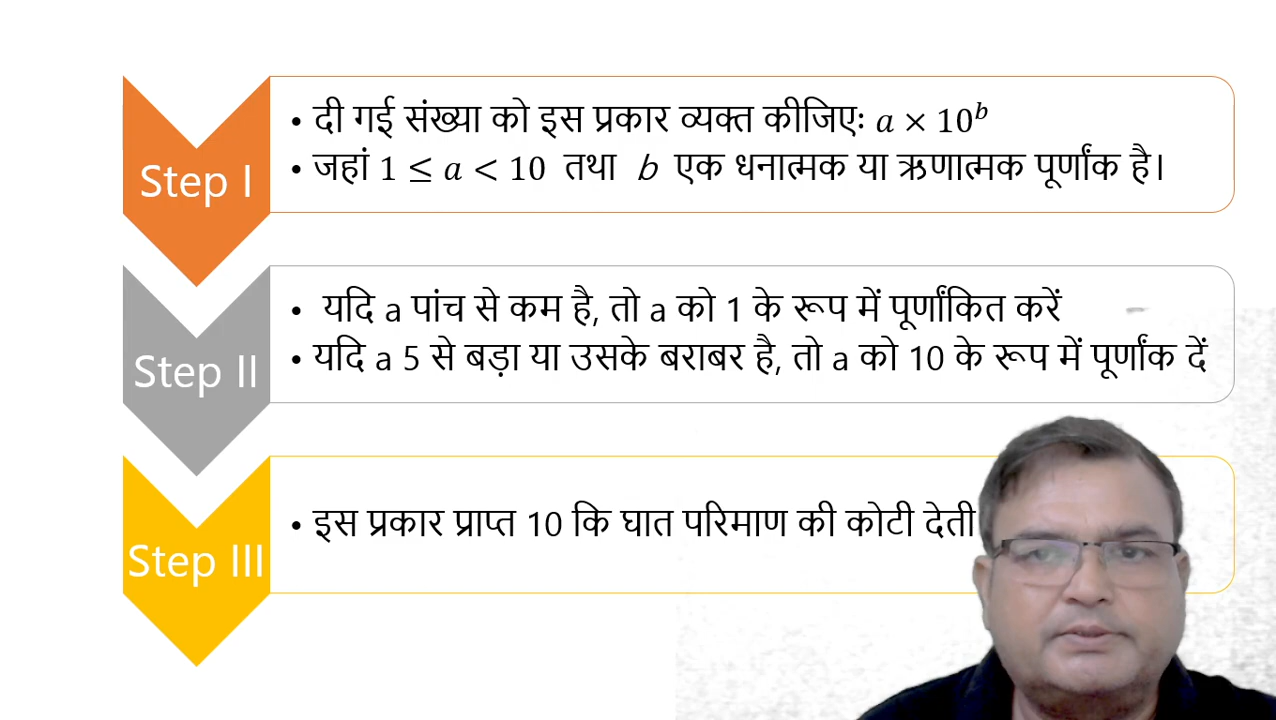 Step I
• दी गई संख्या को इस प्रकार व्यक्त कीजिएः a × 10^b
• जहां 1 ≤ a < 10 तथा b एक धनात्मक या ऋणात्मक पूर्णांक है।
Step II
• यदि a पांच से कम है, तो a को 1 के रूप में पूर्णांकित करें
• यदि a 5 से बड़ा या उसके बराबर है, तो a को 10 के रूप में पूर्णांक दें
Step III
• इस प्रकार प्राप्त 10 कि घात परिमाण की कोटी देती